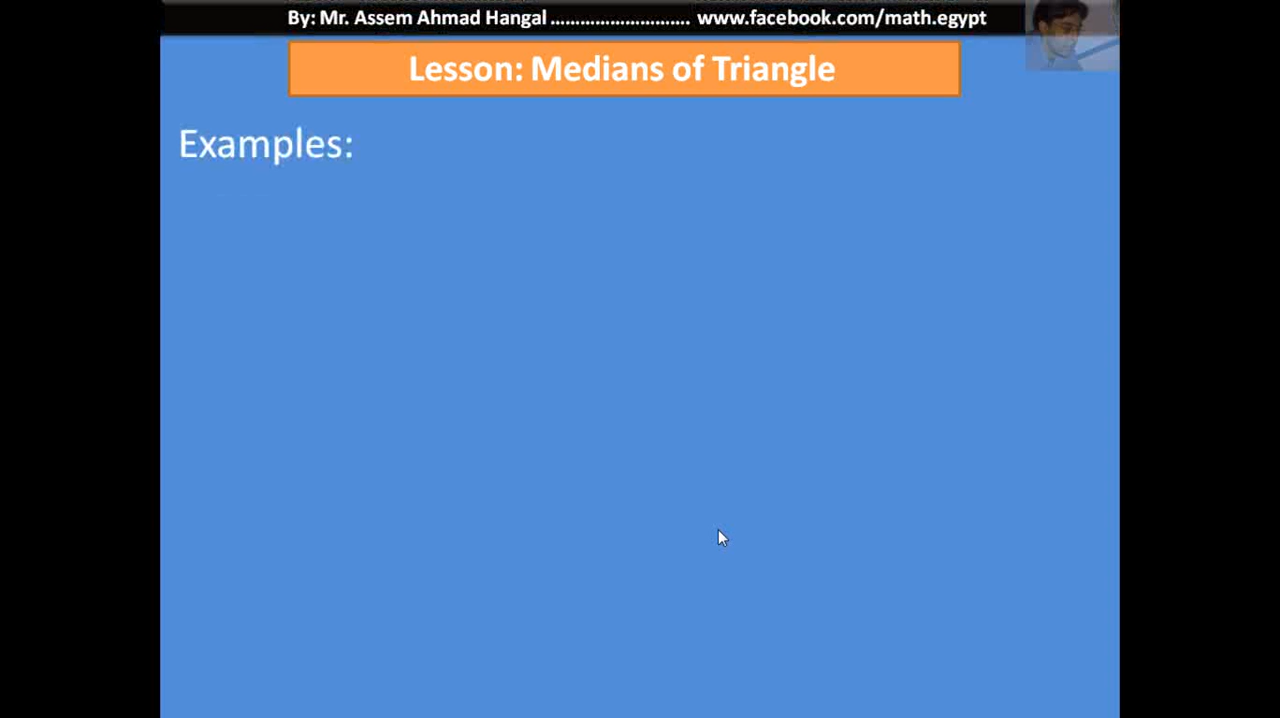 By: Mr. Assem Ahmad Hangal ........................... www.facebook.com/math.egypt
Lesson: Medians of Triangle
Examples: